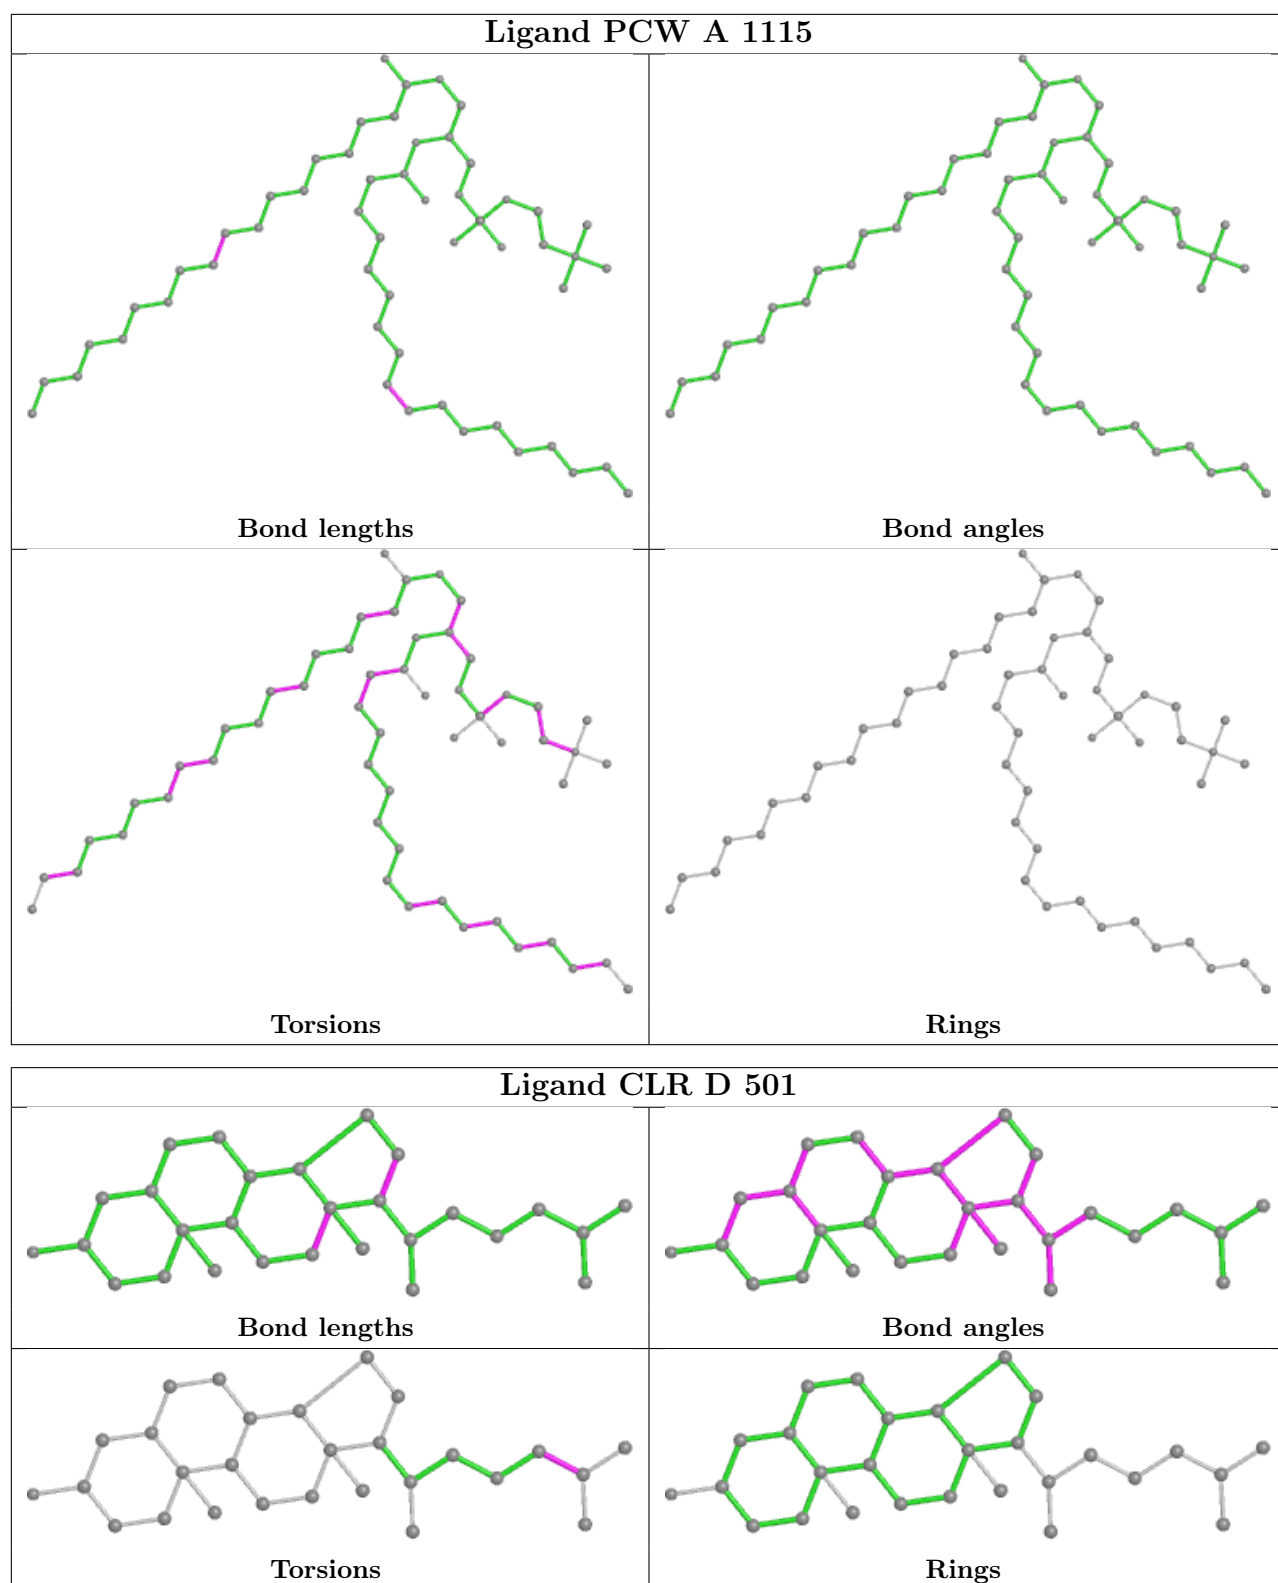 Ligand PCW A 1115
Bond lengths
Bond angles
Torsions
Rings
Ligand CLR D 501
Bond lengths
Bond angles
Torsions
Rings